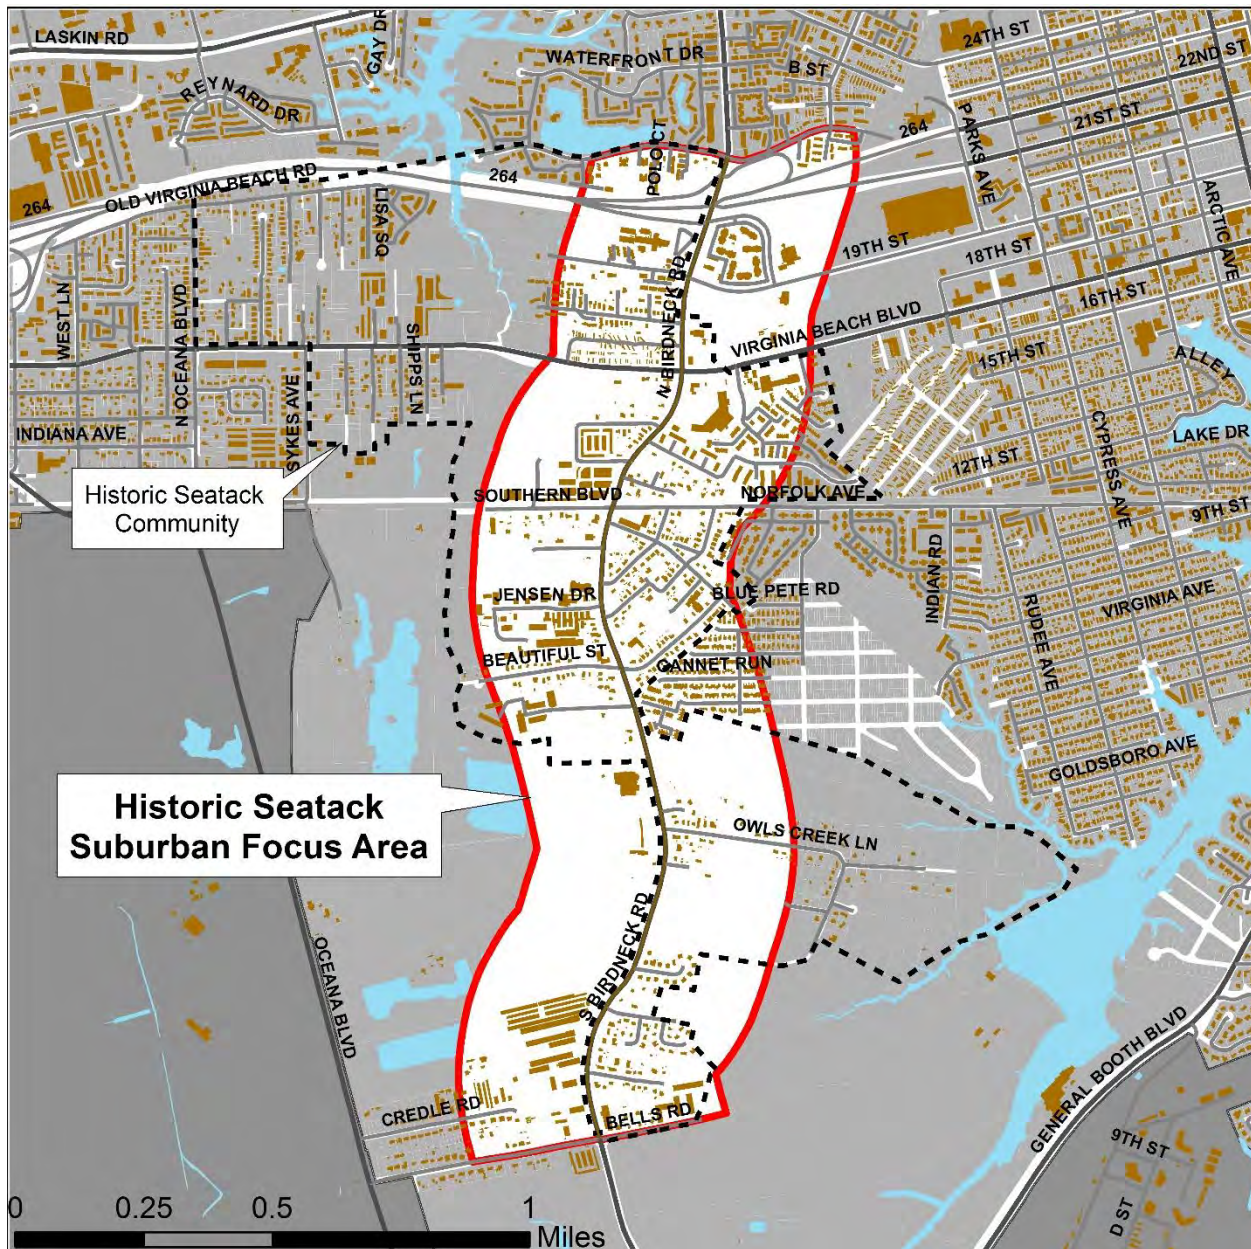 LASKIN RD
GAY DR
WATERFRONT DR
B ST
24TH ST
22ND ST
REYNARD DR
PARKS AVE
21ST ST
264
POLO CT
264
OLD VIRGINIA BEACH RD
264
LISA SQ
ARCTIC AVE
19TH ST
18TH ST
16TH ST
WEST LN
N OCEANA BLVD
SHIPPS LN
N BIRDNECK RD
VIRGINIA BEACH BLVD
15TH ST
ALLEY
INDIANA AVE
SYKES AVE
CYPRESS AVE
LAKE DR
12TH ST
Historic Seatack
Community
SOUTHERN BLVD
NORFOLK AVE
9TH ST
INDIAN RD
JENSEN DR
BLUE PETE RD
RUDEE AVE
VIRGINIA AVE
BEAUTIFUL ST
GANNET RUN
GOLDSBORO AVE
Historic Seatack
Suburban Focus Area
OWLS CREEK LN
OCEANA BLVD
S BIRDNECK RD
GENERAL BOOTH BLVD
CREDLE RD
BELLS RD
9TH ST
D ST
0 0.25 0.5 1
Miles